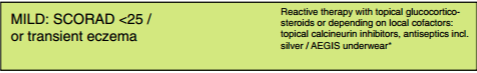 MILD: SCORAD <25 /
or transient eczema
Reactive therapy with topical glucocortico-
steroids or depending on local cofactors:
topical calcineurin inhibitors, antiseptics incl.
silver / AEGIS underwear*